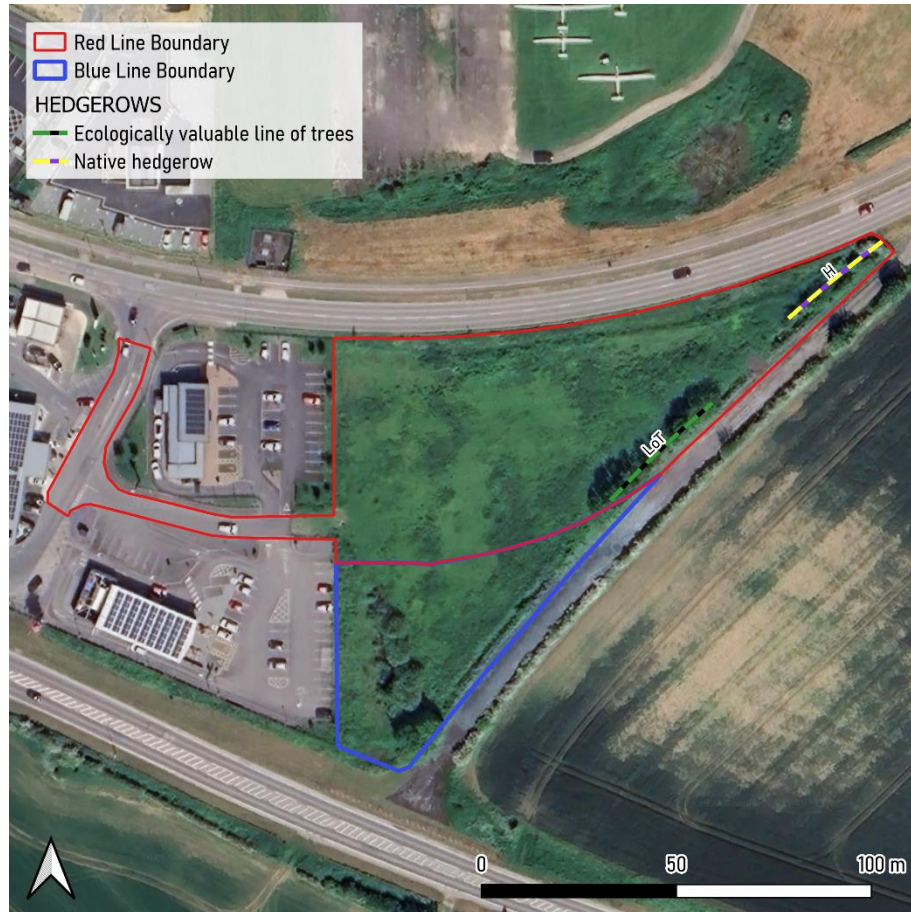 Red Line Boundary
Blue Line Boundary
HEDGEROWS
Ecologically valuable line of trees
Native hedgerow
H
LoT
0 50 100 m